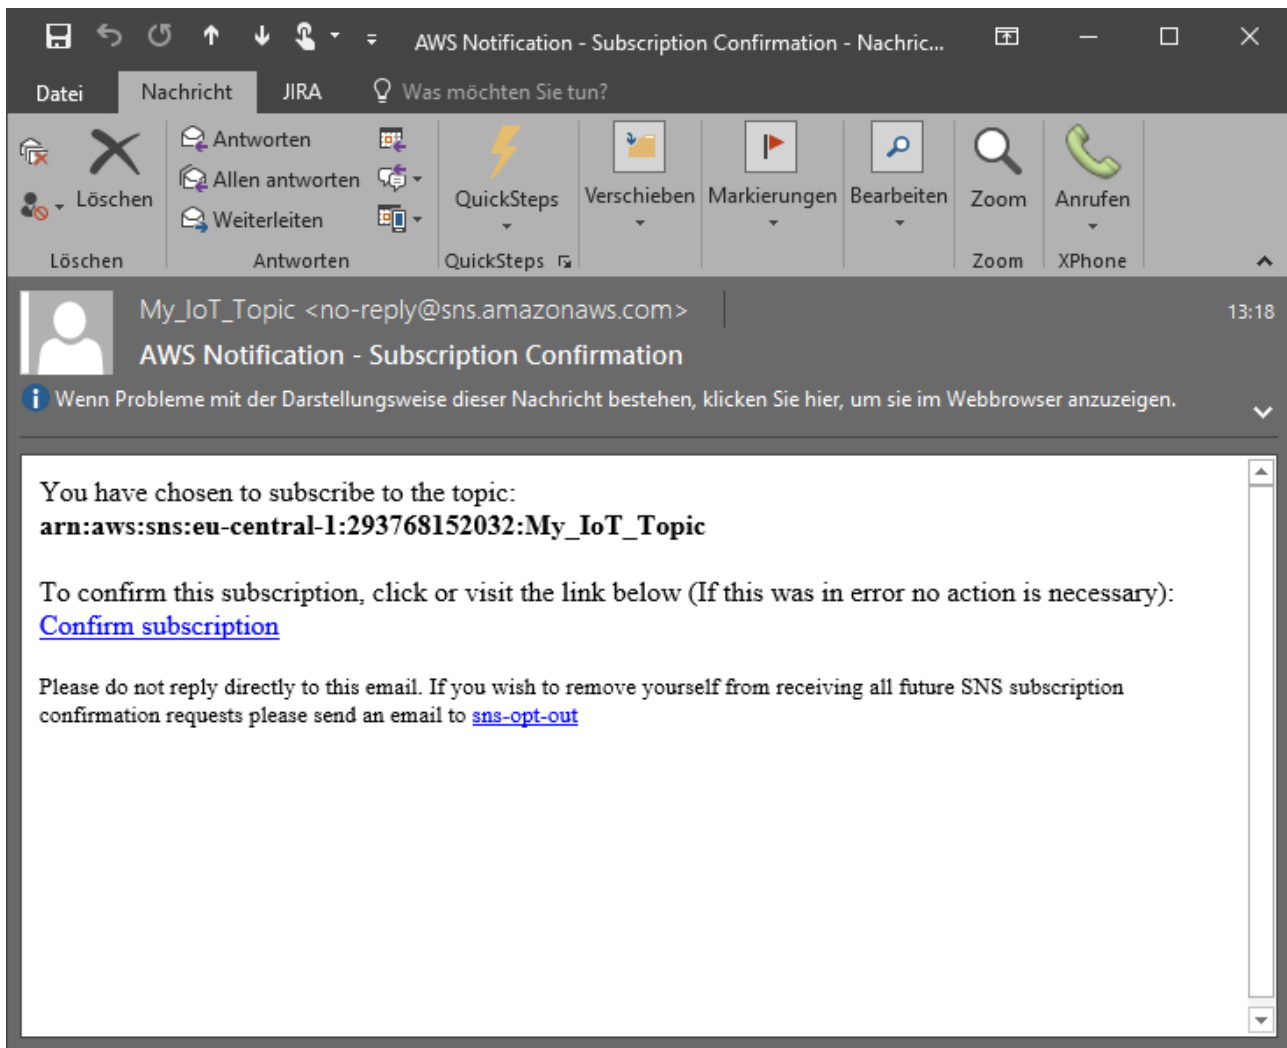 AWS Notification - Subscription Confirmation - Nachric...
Datei Nachricht JIRA Was möchten Sie tun?
Löschen
Antworten
Allen antworten
Weiterleiten
QuickSteps
Verschieben
Markierungen
Bearbeiten
Zoom
Anrufen
Löschen Antworten QuickSteps Zoom XPhone
My_IoT_Topic <no-reply@sns.amazonaws.com> 13:18
AWS Notification - Subscription Confirmation
Wenn Probleme mit der Darstellungsweise dieser Nachricht bestehen, klicken Sie hier, um sie im Webbrowser anzuzeigen.
You have chosen to subscribe to the topic:
arn:aws:sns:eu-central-1:293768152032:My_IoT_Topic
To confirm this subscription, click or visit the link below (If this was in error no action is necessary):
Confirm subscription
Please do not reply directly to this email. If you wish to remove yourself from receiving all future SNS subscription
confirmation requests please send an email to sns-opt-out